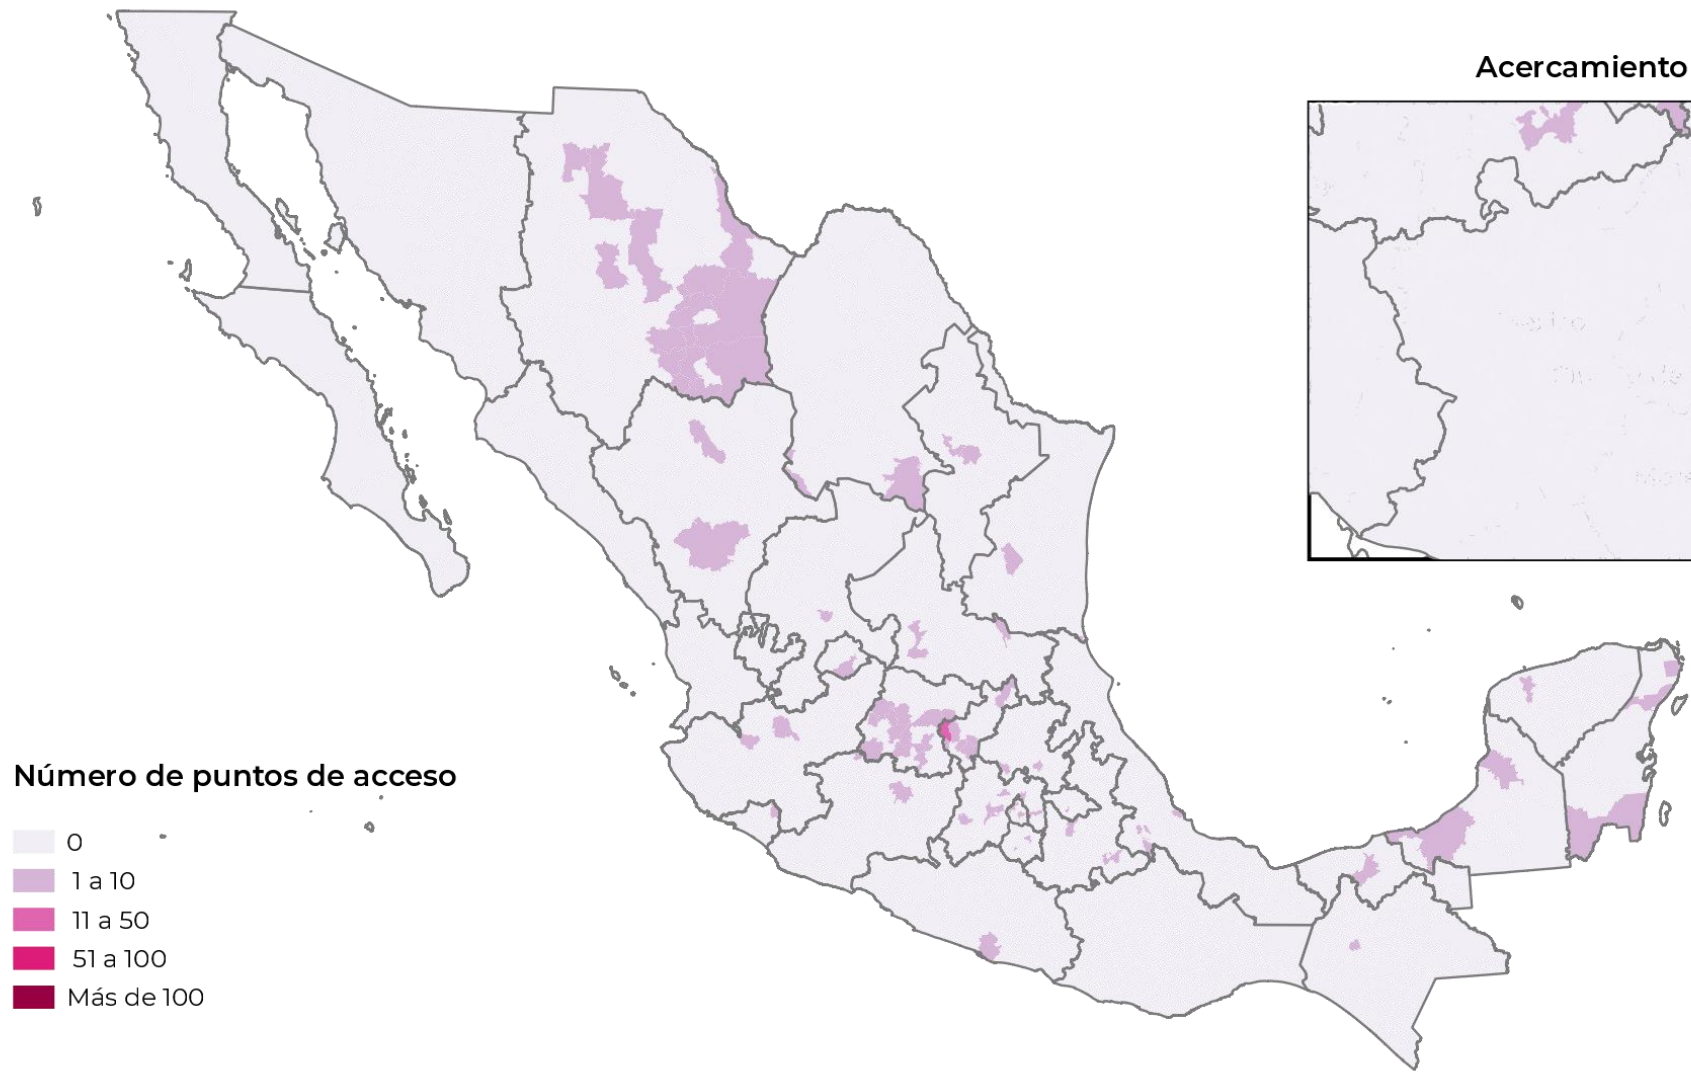 Acercamiento
Número de puntos de acceso
0
1 a 10
11 a 50
51 a 100
Más de 100